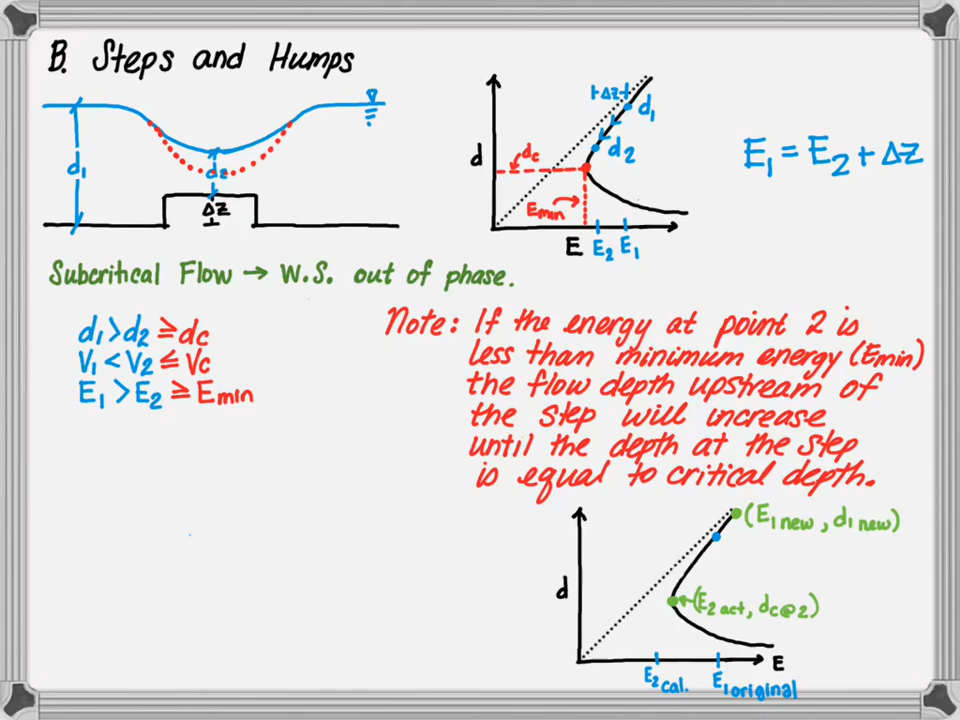 B. Steps and Humps
d₁
d₂
ΔZ
d
ΔZ
d₁
d₂
dc
Emin
E
E₂
E₁
E₁ = E₂ + ΔZ
Subcritical Flow → W.S. out of phase.
d₁ > d₂ ≥ dc
V₁ < V₂ ≤ Vc
E₁ > E₂ ≥ Emin
Note: If the energy at point 2 is
less than minimum energy (Emin)
the flow depth upstream of
the step will increase
until the depth at the step
is equal to critical depth.
d
(E₁ new, d₁ new)
(E₂ act, dc@2)
E
E₂ cal.
E₁ original